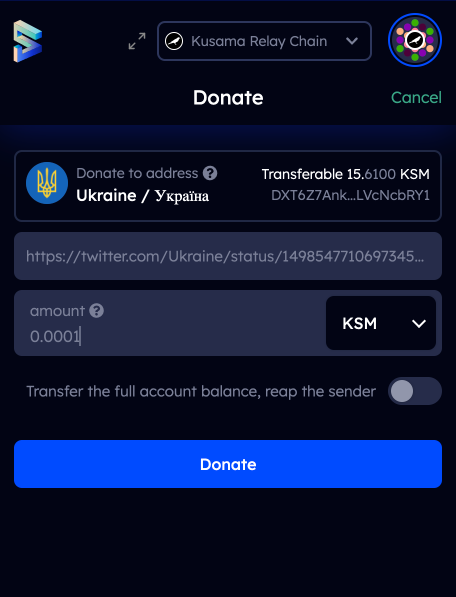 Kusama Relay Chain
Donate
Cancel
Donate to address
Transferable 15.6100 KSM
Ukraine / Україна
DXT6Z7Ank...LVcNcbRY1
https://twitter.com/Ukraine/status/1498547710697345...
amount
0.0001
KSM
Transfer the full account balance, reap the sender
Donate